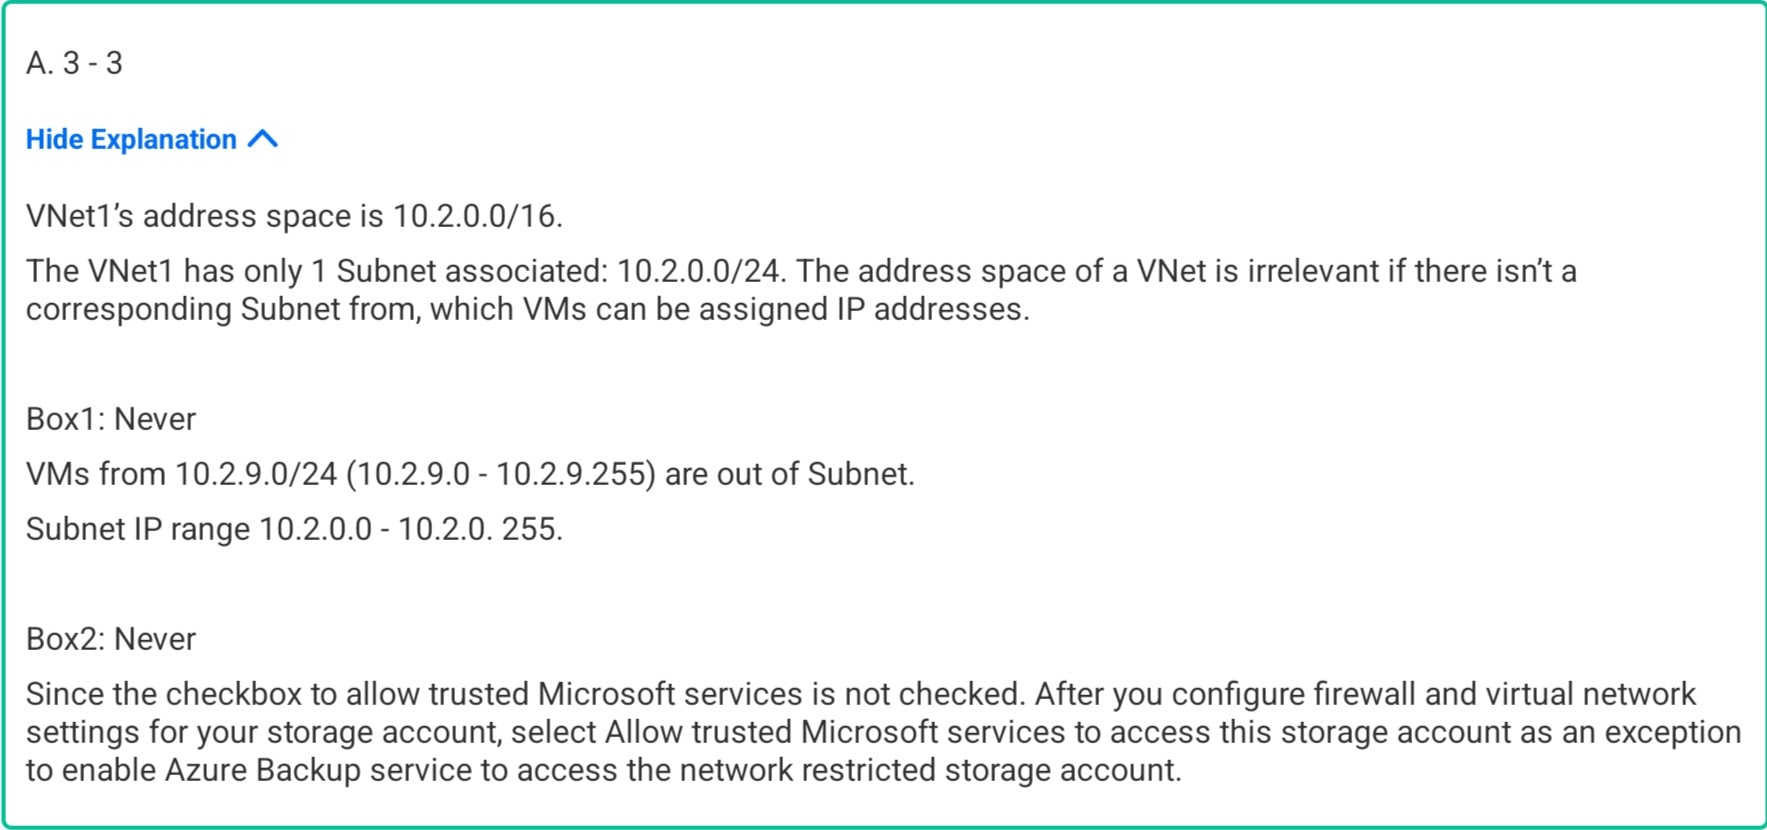 A. 3 - 3
Hide Explanation
VNet1’s address space is 10.2.0.0/16.
The VNet1 has only 1 Subnet associated: 10.2.0.0/24. The address space of a VNet is irrelevant if there isn’t a
corresponding Subnet from, which VMs can be assigned IP addresses.
Box1: Never
VMs from 10.2.9.0/24 (10.2.9.0 - 10.2.9.255) are out of Subnet.
Subnet IP range 10.2.0.0 - 10.2.0. 255.
Box2: Never
Since the checkbox to allow trusted Microsoft services is not checked. After you configure firewall and virtual network
settings for your storage account, select Allow trusted Microsoft services to access this storage account as an exception
to enable Azure Backup service to access the network restricted storage account.